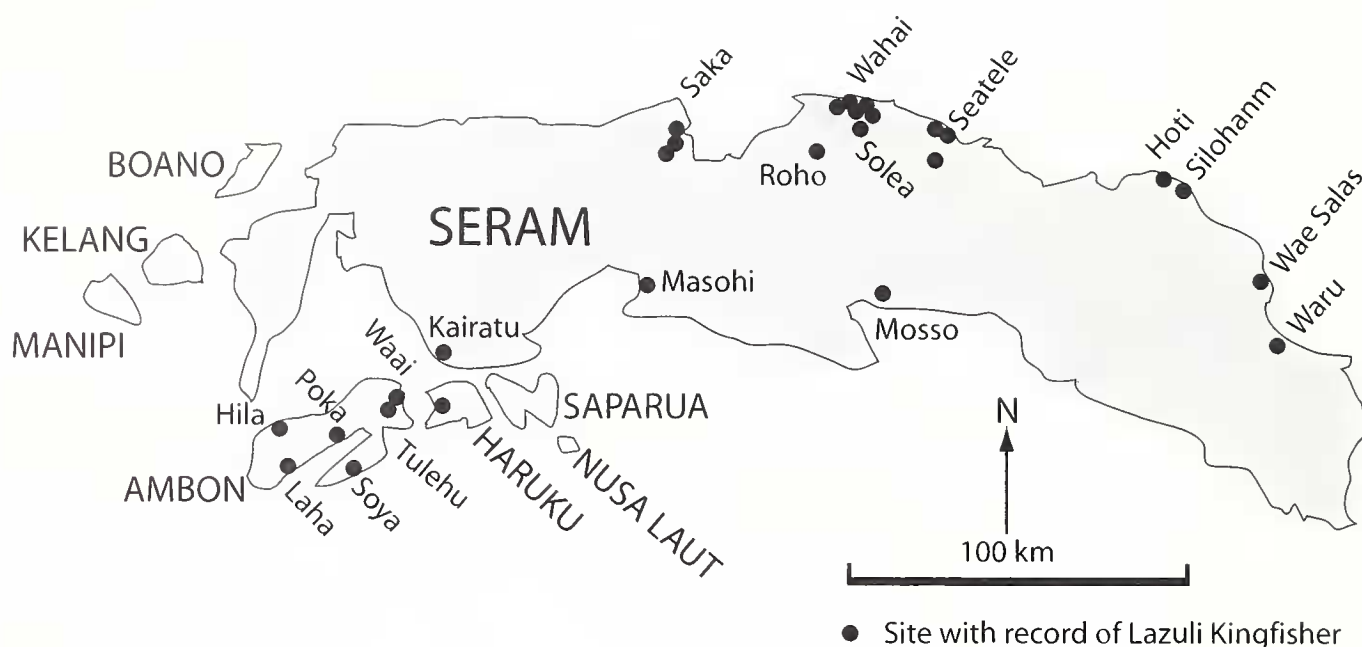 Saka
Wahai
Seatele
Hoti
Silohanm
BOANO
Roho
Solea
Wae Salas
KELANG
SERAM
Masohi
Mosso
Waru
MANIPI
Kairatu
Waai
Poka
Hila
SAPARUA
N
HARUKU
Tulehu
NUSA LAUT
AMBON
Laha
Soya
100 km
Site with record of Lazuli Kingfisher